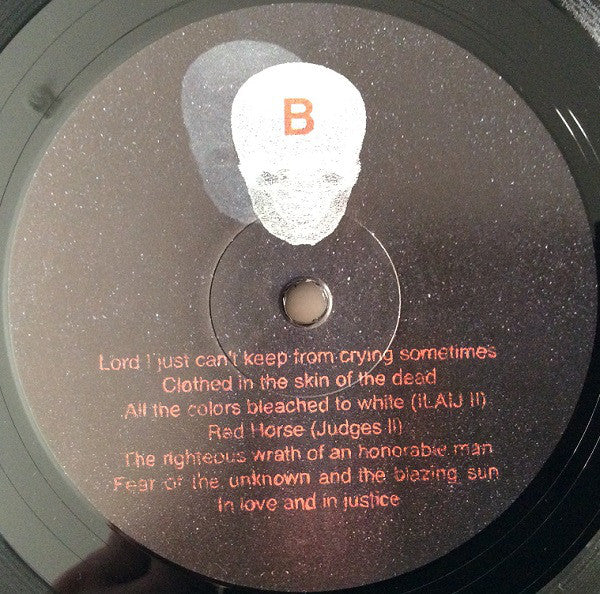 B
Lord I just can't keep from crying sometimes
Clothed in the skin of the dead
All the colors bleached to white (ILAIJ II)
Red Horse (Judges II)
The righteous wrath of an honorable man
Fear of the unknown and the blazing sun
In love and in justice